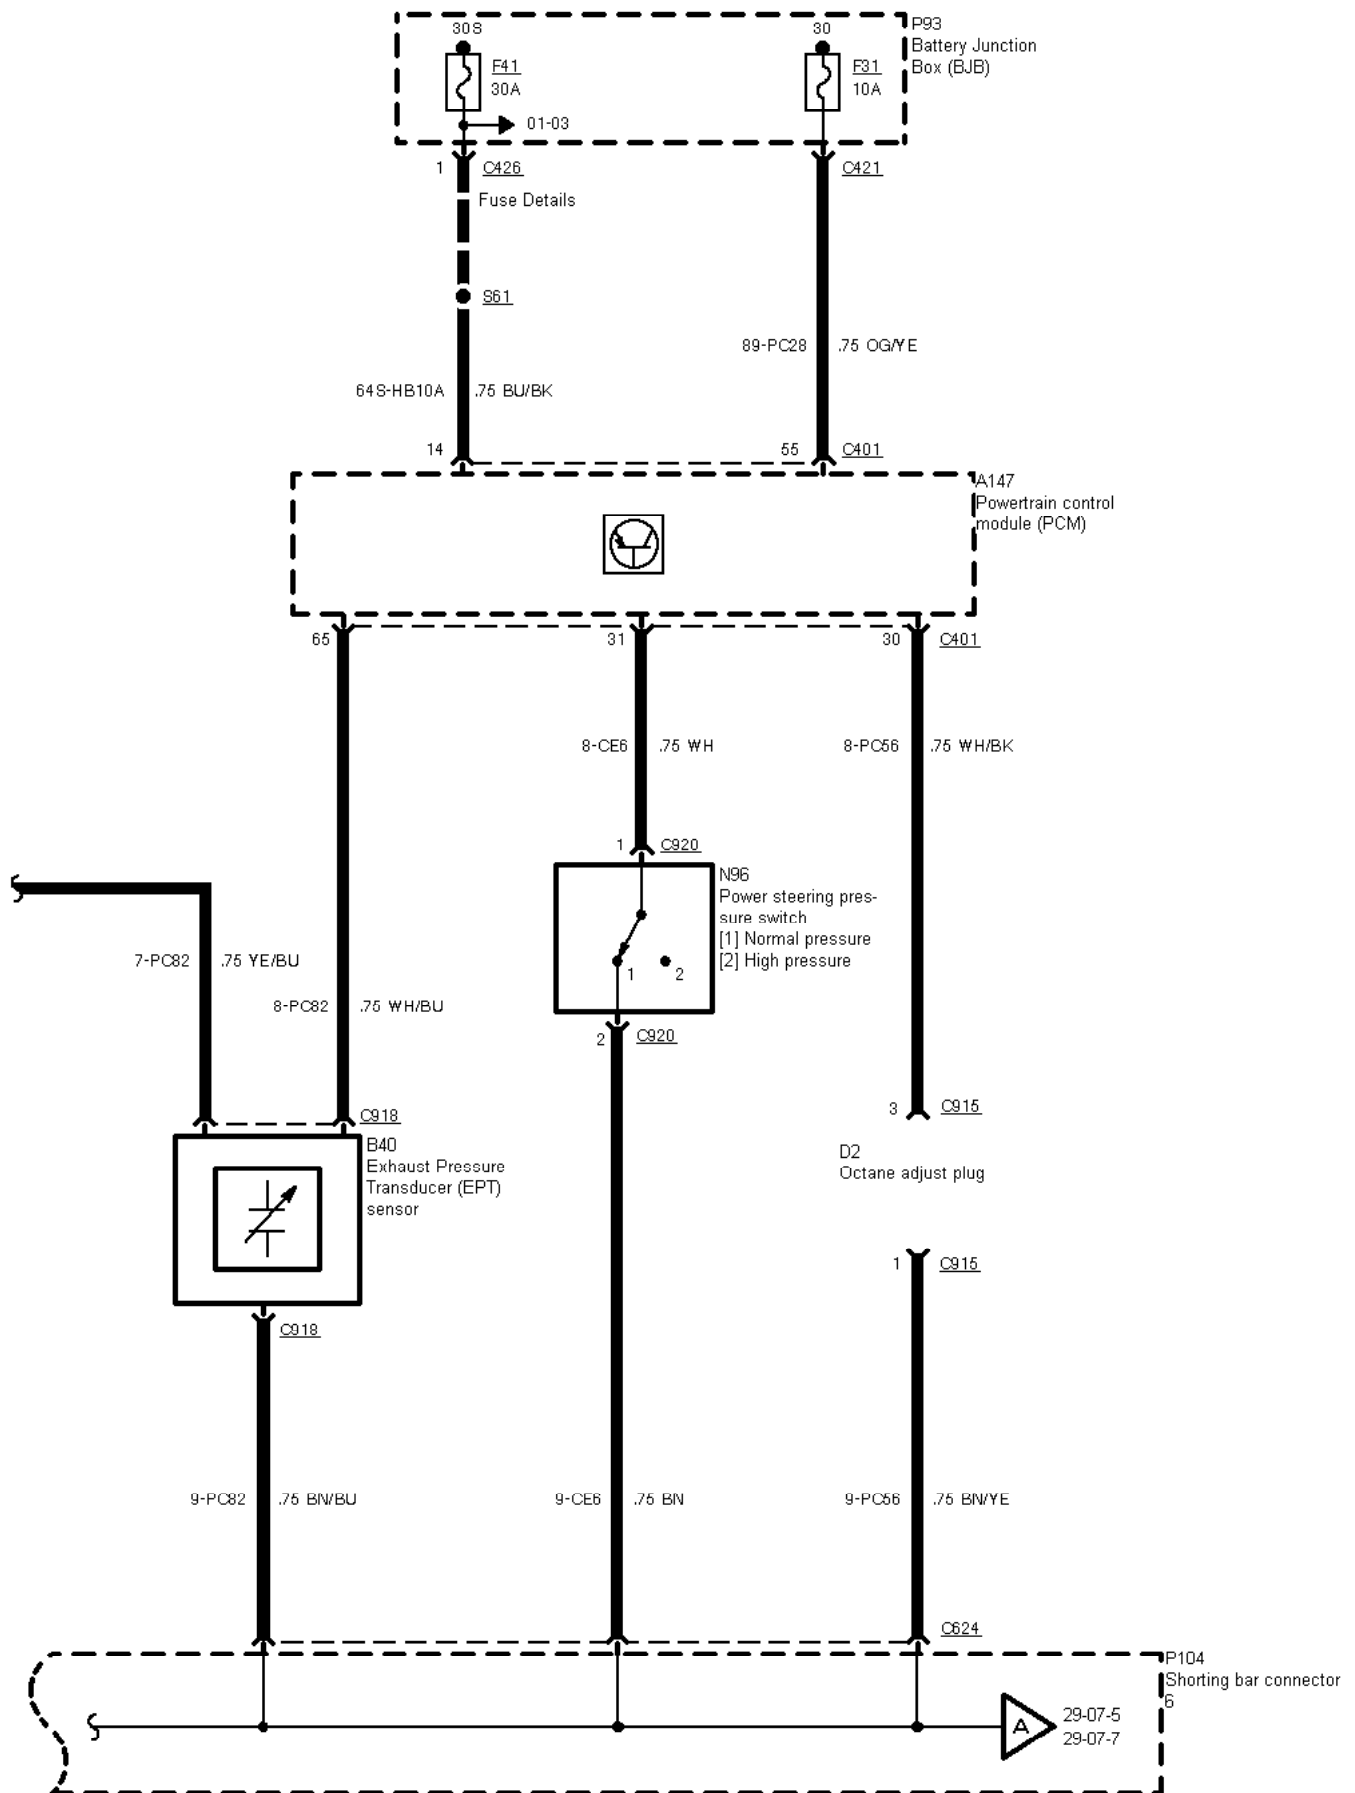 P93
30S
30
Battery Junction
Box (BJB)
F41
F31
30A
10A
01-03
1
C426
C421
Fuse Details
S61
89-PC28
.75 OG/YE
64S-HB10A
.75 BU/BK
14
55
C401
A147
Powertrain control
module (PCM)
65
31
30
C401
8-CE6
.75 WH
8-PC56
.75 WH/BK
1
C920
N96
Power steering pres-
sure switch
[1] Normal pressure
[2] High pressure
1
2
7-PC82
.75 YE/BU
8-PC82
.75 WH/BU
2
C920
3
C915
C918
B40
Exhaust Pressure
Transducer (EPT)
sensor
D2
Octane adjust plug
1
C915
C918
9-PC82
.75 BN/BU
9-CE6
.75 BN
9-PC56
.75 BN/YE
C624
P104
Shorting bar connector
6
A
29-07-5
29-07-7